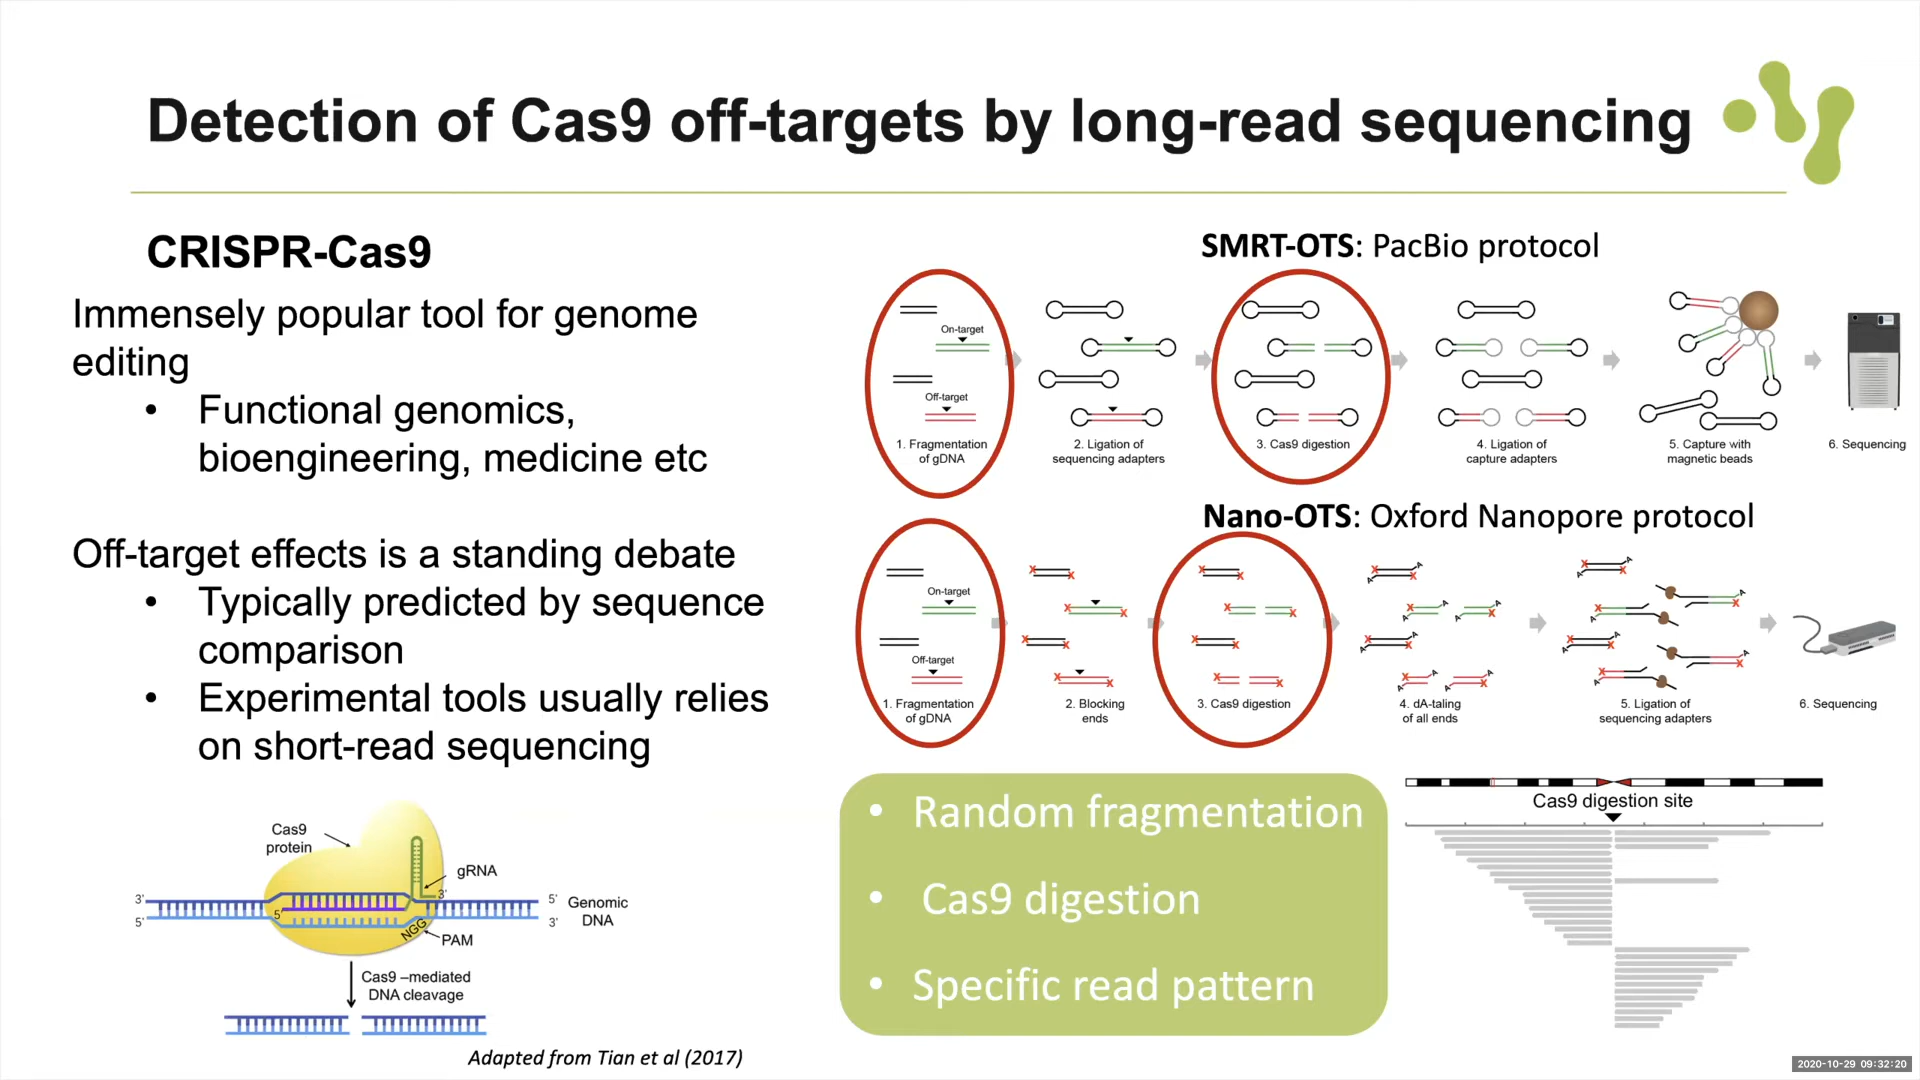 Detection of Cas9 off-targets by long-read sequencing
CRISPR-Cas9
Immensely popular tool for genome
editing
• Functional genomics,
bioengineering, medicine etc
Off-target effects is a standing debate
• Typically predicted by sequence
comparison
• Experimental tools usually relies
on short-read sequencing
Cas9
protein
gRNA
3'
3'
5'
5'
5'
3'
Genomic
DNA
NGG
PAM
Cas9 –mediated
DNA cleavage
Adapted from Tian et al (2017)
SMRT-OTS: PacBio protocol
On-target
Off-target
1. Fragmentation
of gDNA
2. Ligation of
sequencing adapters
3. Cas9 digestion
4. Ligation of
capture adapters
5. Capture with
magnetic beads
6. Sequencing
Nano-OTS: Oxford Nanopore protocol
On-target
Off-target
1. Fragmentation
of gDNA
2. Blocking
ends
3. Cas9 digestion
4. dA-taling
of all ends
5. Ligation of
sequencing adapters
6. Sequencing
• Random fragmentation
• Cas9 digestion
• Specific read pattern
Cas9 digestion site
2020-10-29 09:32:20